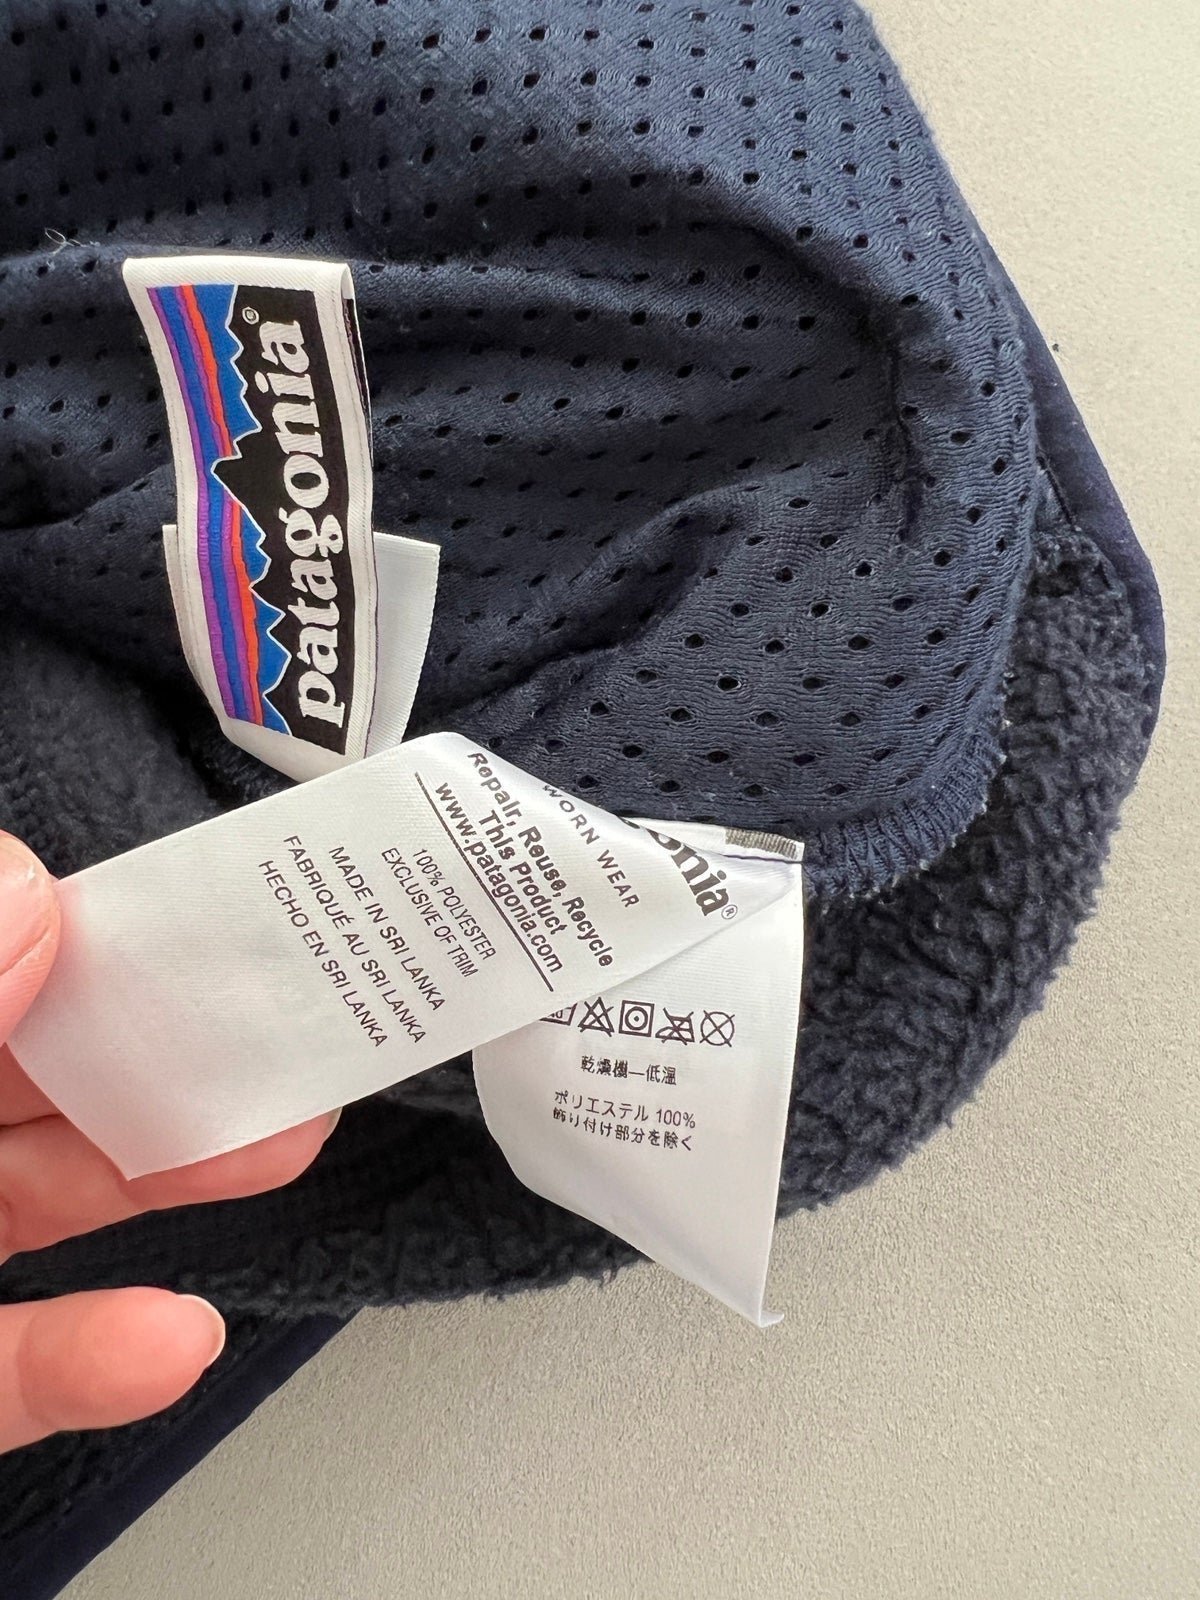 patagonia®
onia®
WORN WEAR
Repair, Reuse, Recycle
This Product
www.patagonia.com
100% POLYESTER
EXCLUSIVE OF TRIM
MADE IN SRI LANKA
FABRIQUÉ AU SRI LANKA
HECHO EN SRI LANKA
乾燥機—低温
ポリエステル 100%
飾り付け部分を除く